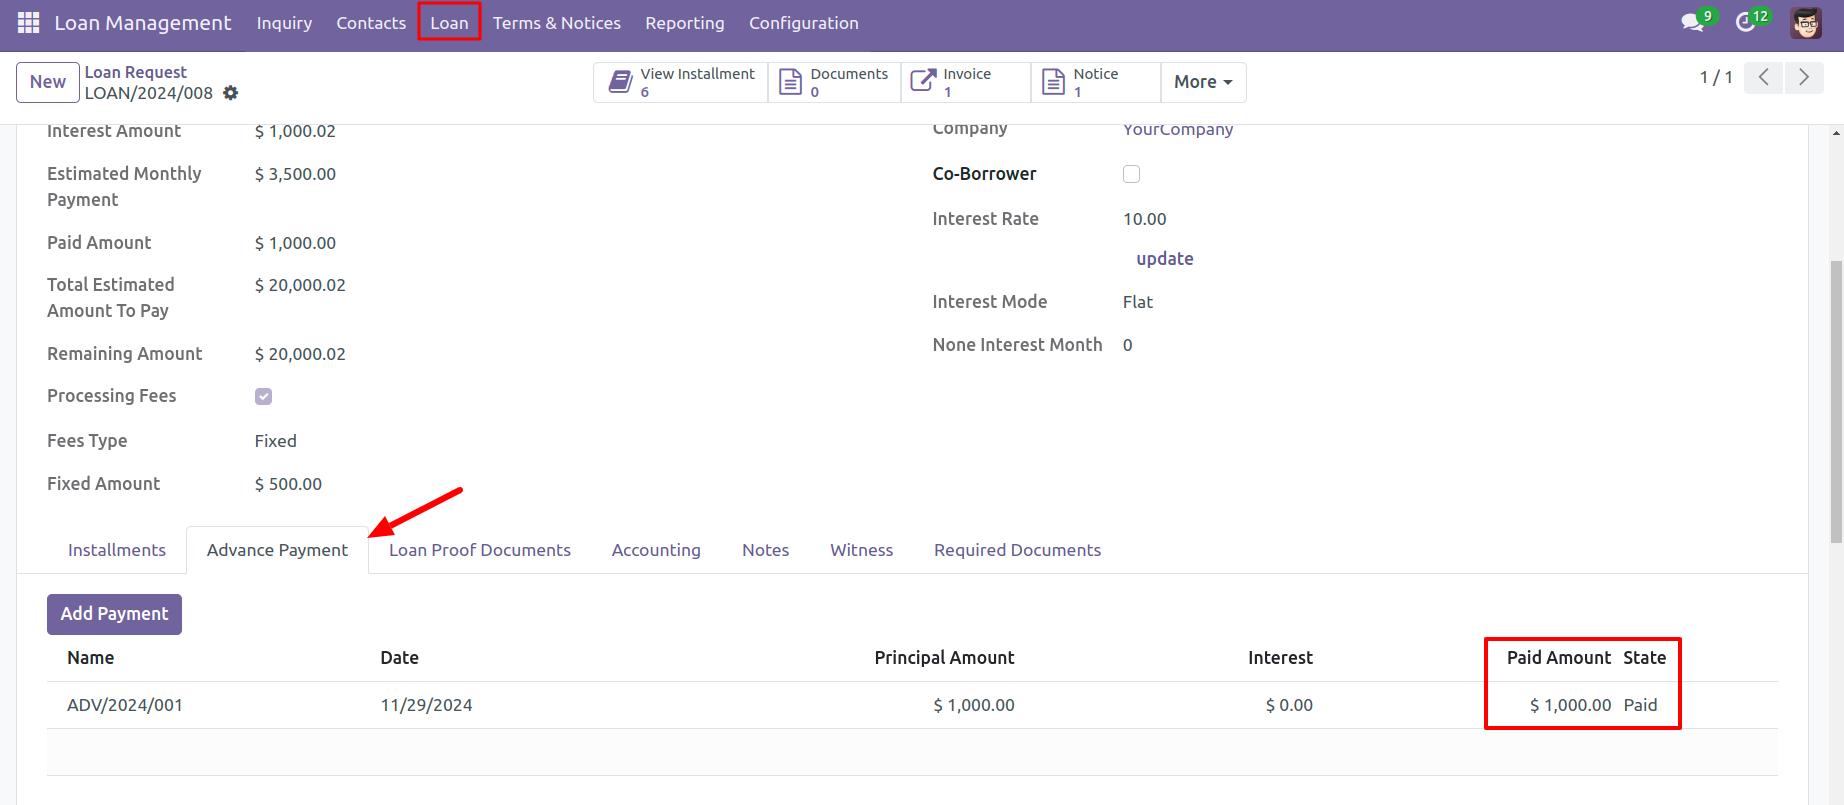 Loan Management Inquiry Contacts Loan Terms & Notices Reporting Configuration 9 12
New
Loan Request
LOAN/2024/008
View Installment
6
Documents
0
Invoice
1
Notice
1
More
1 / 1
Interest Amount $ 1,000.02
Company YourCompany
Estimated Monthly
Payment
$ 3,500.00
Co-Borrower
Paid Amount $ 1,000.00
Interest Rate 10.00
update
Total Estimated
Amount To Pay
$ 20,000.02
Interest Mode Flat
Remaining Amount $ 20,000.02
None Interest Month 0
Processing Fees
Fees Type Fixed
Fixed Amount $ 500.00
Installments Advance Payment Loan Proof Documents Accounting Notes Witness Required Documents
Add Payment
Name Date Principal Amount Interest Paid Amount State
ADV/2024/001 11/29/2024 $ 1,000.00 $ 0.00 $ 1,000.00 Paid